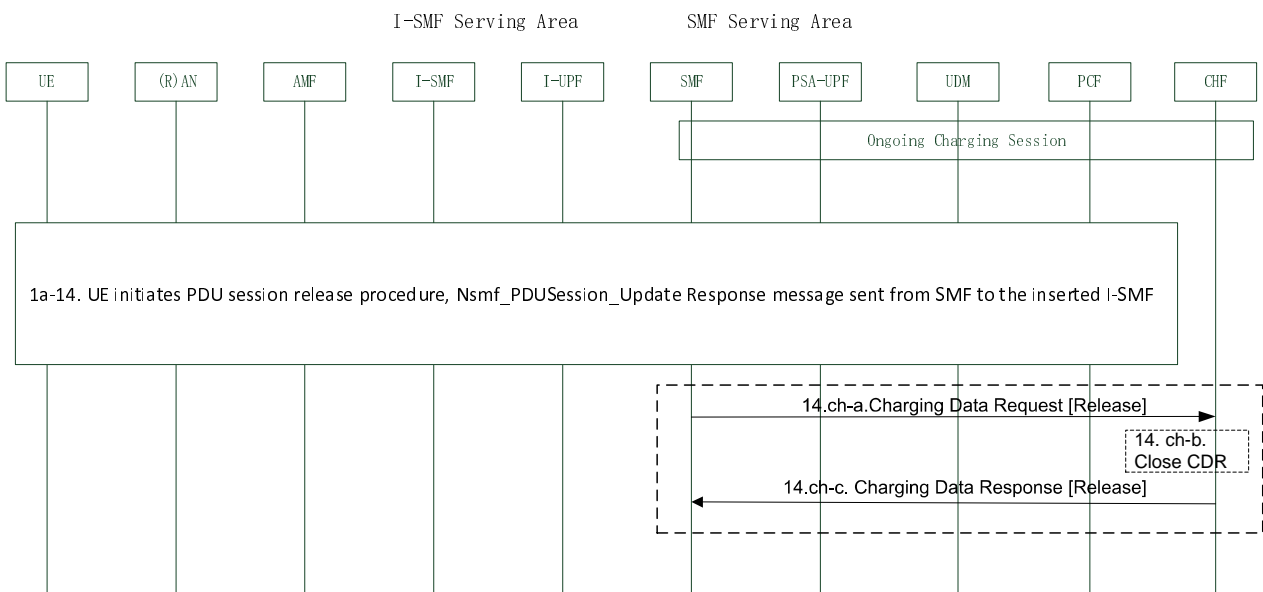 I-SMF Serving Area SMF Serving Area
UE (R)AN AMF I-SMF I-UPF SMF PSA-UPF UDM PCF CHF
Ongoing Charging Session
1a-14. UE initiates PDU session release procedure, Nsmf_PDUSession_Update Response message sent from SMF to the inserted I-SMF
14.ch-a.Charging Data Request [Release]
14. ch-b.
Close CDR
14.ch-c. Charging Data Response [Release]